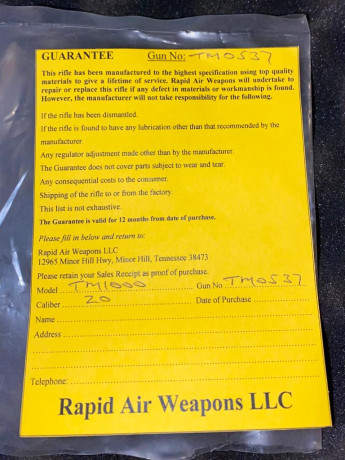 GUARANTEE Gun No: TM0537
This rifle has been manufactured to the highest specification using top quality
materials to give a lifetime of service. Rapid Air Weapons will undertake to
repair or replace this rifle if any defect in materials or workmanship is found.
However, the manufacturer will not take responsibility for the following.
If the rifle has been dismantled.
If the rifle is found to have any lubrication other than that recommended by the
manufacturer.
Any regulator adjustment made other than by the manufacturer.
The Guarantee does not cover parts subject to wear and tear.
Any consequential costs to the consumer.
Shipping of the rifle to or from the factory
This list is not exhaustive.
The Guarantee is valid for 12 months from date of purchase.
Please fill in below and return to:
Rapid Air Weapons LLC
12965 Minor Hill Hwy, Minor Hill, Tennessee 38473
Please retain your Sales Receipt as proof of purchase.
Model TM1000 Gun No TM0537
Caliber 20 Date of Purchase
Name
Address
Telephone:
Rapid Air Weapons LLC